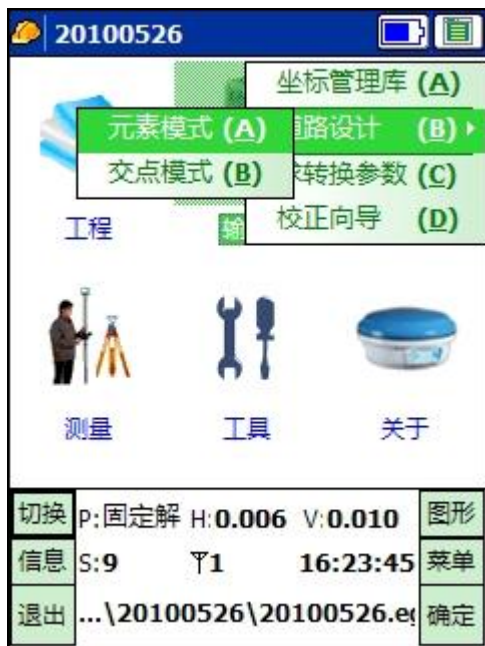 20100526
坐标管理库 (A)
元素模式 (A)
道路设计 (B)
交点模式 (B)
转换参数 (C)
校正向导 (D)
工程
输
测量
工具
关于
切换 P:固定解 H:0.006 V:0.010 图形
信息 S:9 1 16:23:45 菜单
退出 ...\20100526\20100526.eg 确定